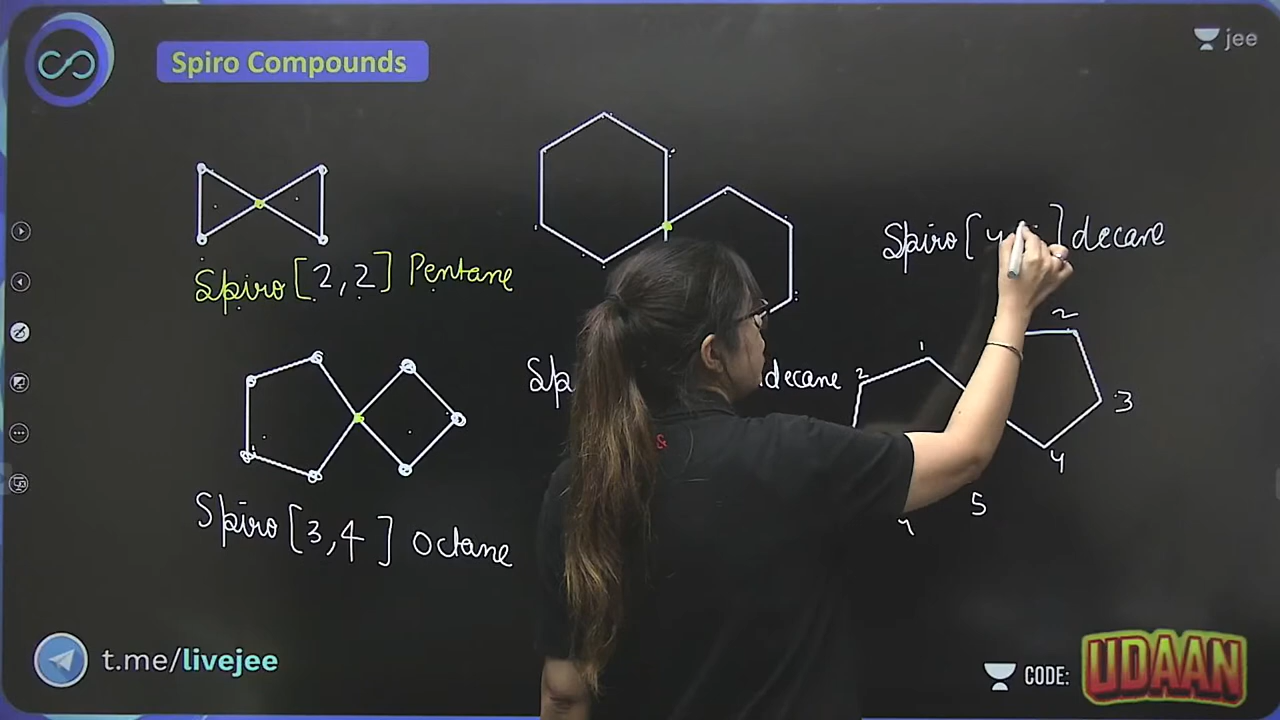 Spiro Compounds
jee
Spiro [2,2] Pentane
Spiro [ ] decane
2
1
2
3
4
5
decane
Spiro [3,4] Octane
t.me/livejee
CODE:
UDAAN